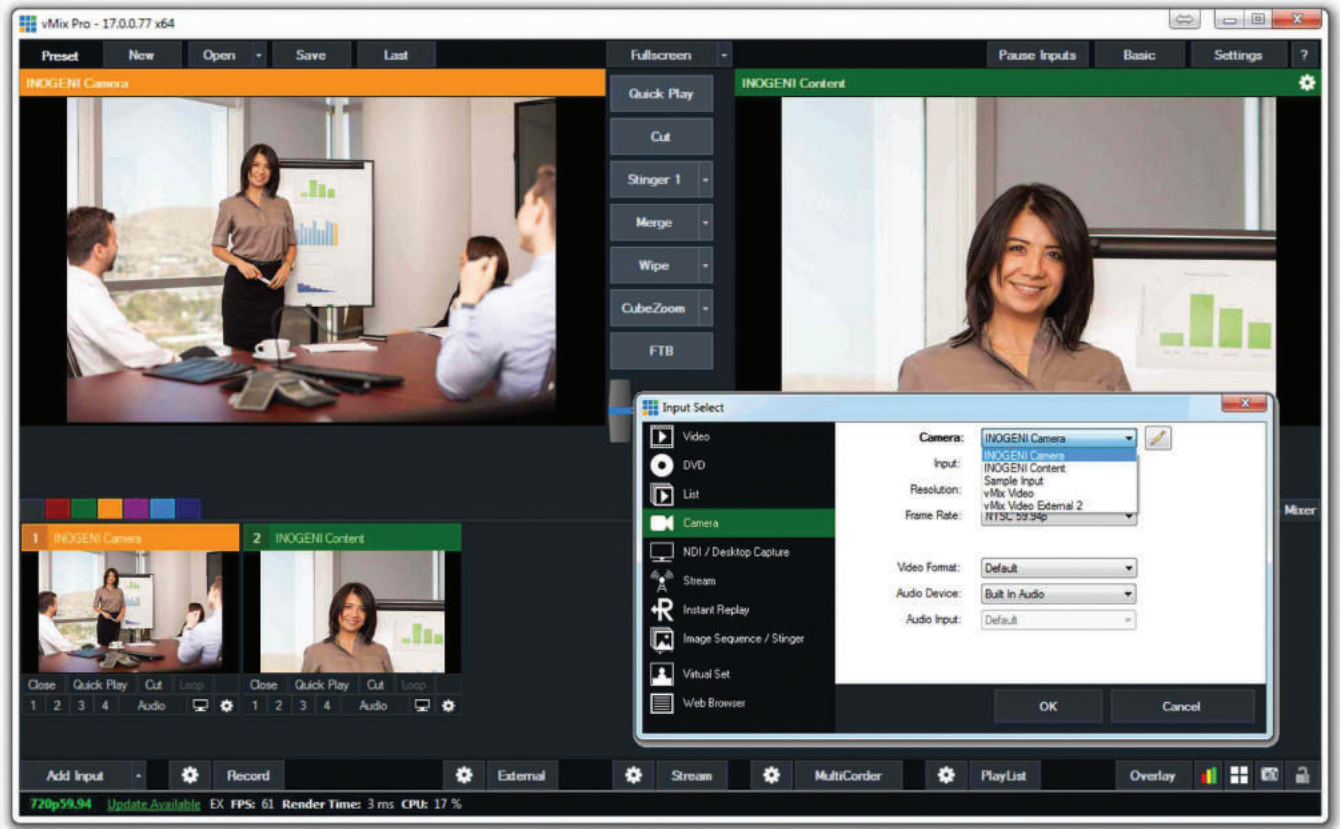 vMix Pro - 17.0.0.77 x64
Preset New Open Save Last Fullscreen Pause Inputs Basic Settings ?
INOGENI Camera
INOGENI Content
Quick Play
Cut
Stinger 1
Merge
Wipe
CubeZoom
FTB
Input Select
Video
DVD
List
Camera
NDI / Desktop Capture
Stream
Instant Replay
Image Sequence / Stinger
Virtual Set
Web Browser
Camera: INOGENI Camera
INOGENI Camera
INOGENI Content
Sample Input
vMix Video
vMix Video External 2
Input:
Resolution:
Frame Rate: NTSC 59.94p
Video Format: Default
Audio Device: Built In Audio
Audio Input: Default
OK Cancel
Mixer
1 INOGENI Camera
2 INOGENI Content
Close Quick Play Cut Loop
1 2 3 4 Audio
Close Quick Play Cut Loop
1 2 3 4 Audio
Add Input Record External Stream MultiCorder PlayList Overlay
720p59.94 Update Available EX FPS: 61 Render Time: 3 ms CPU: 17 %